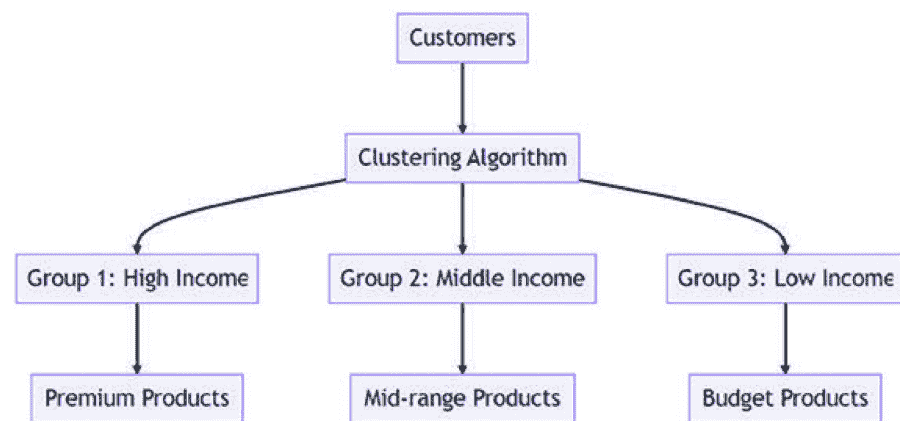 Customers
Clustering Algorithm
Group 1: High Income
Group 2: Middle Income
Group 3: Low Income
Premium Products
Mid-range Products
Budget Products